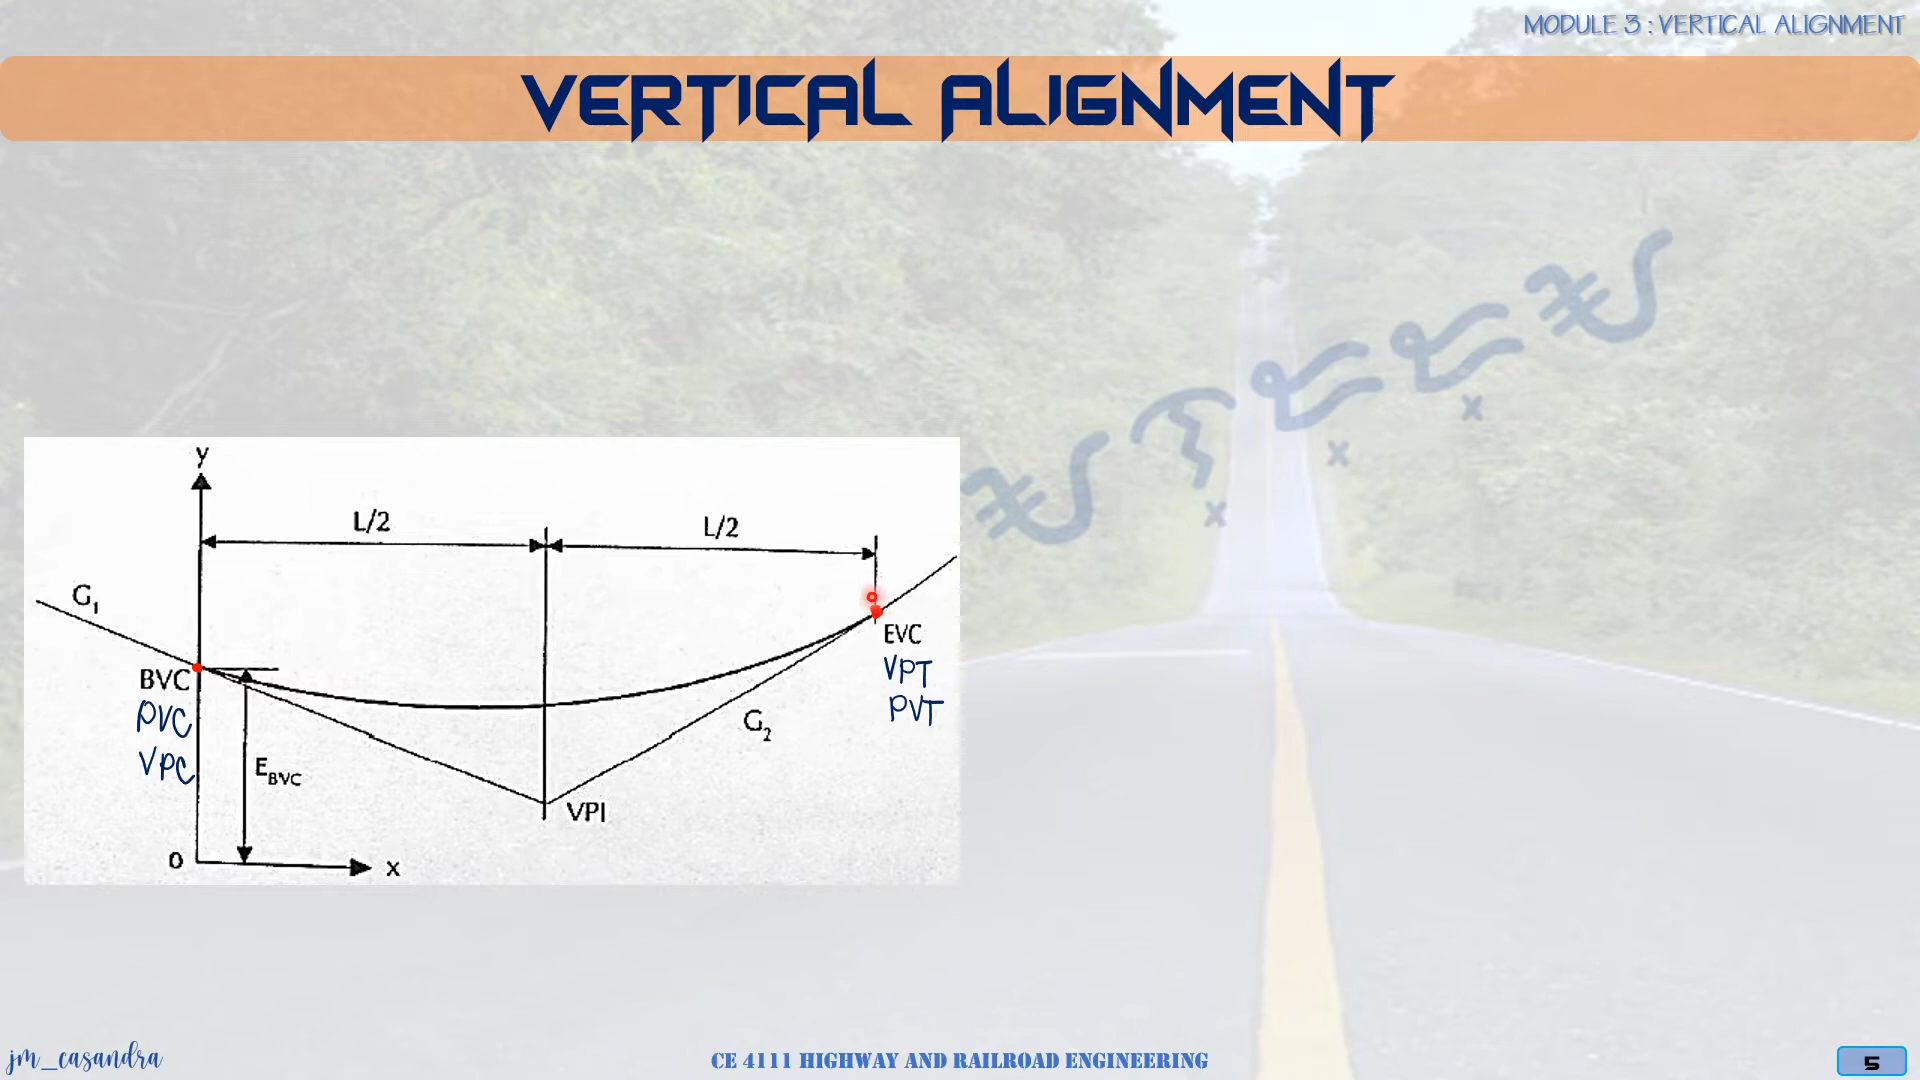 MODULE 3 : VERTICAL ALIGNMENT
VERTICAL ALIGNMENT
y
L/2
L/2
G1
EVC
VPT
PVT
BVC
PVC
VPC
G2
EBVC
VPI
0
x
jm_casandra
CE 4111 HIGHWAY AND RAILROAD ENGINEERING
5